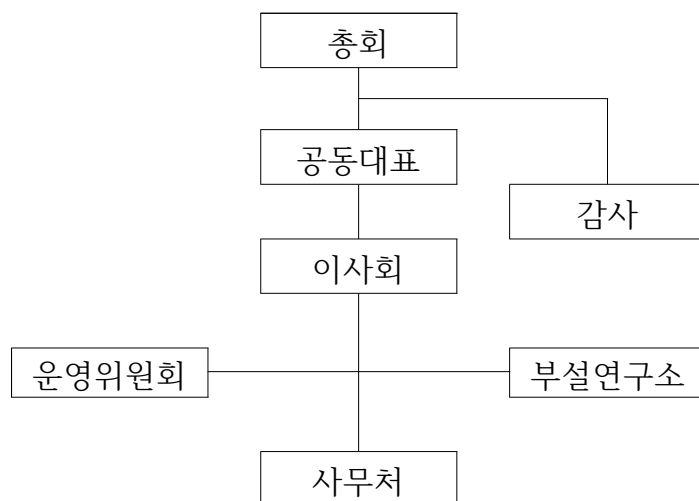 총회
공동대표
감사
이사회
운영위원회
부설연구소
사무처